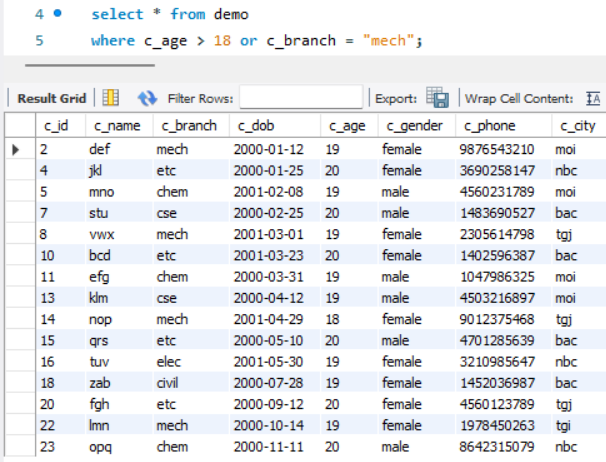 4 select * from demo
5 where c_age > 18 or c_branch = "mech";
Result Grid Filter Rows: Export: Wrap Cell Content: IA
c_id c_name c_branch c_dob c_age c_gender c_phone c_city
2 def mech 2000-01-12 19 female 9876543210 moi
4 jkl etc 2000-01-25 20 female 3690258147 nbc
5 mno chem 2001-02-08 19 male 4560231789 moi
7 stu cse 2000-02-25 20 male 1483690527 bac
8 vwx mech 2001-03-01 19 female 2305614798 tgj
10 bcd etc 2001-03-23 20 female 1402596387 bac
11 efg chem 2000-03-31 19 male 1047986325 moi
13 klm cse 2000-04-12 19 male 4503216897 moi
14 nop mech 2001-04-29 18 female 9012375468 tgj
15 qrs etc 2000-05-10 20 male 4701285639 bac
16 tuv elec 2001-05-30 19 female 3210985647 nbc
18 zab civil 2000-07-28 19 female 1452036987 bac
20 fgh etc 2000-09-12 20 female 4560123789 tgj
22 lmn mech 2000-10-14 19 female 1978450263 tgi
23 opq chem 2000-11-11 20 male 8642315079 nbc